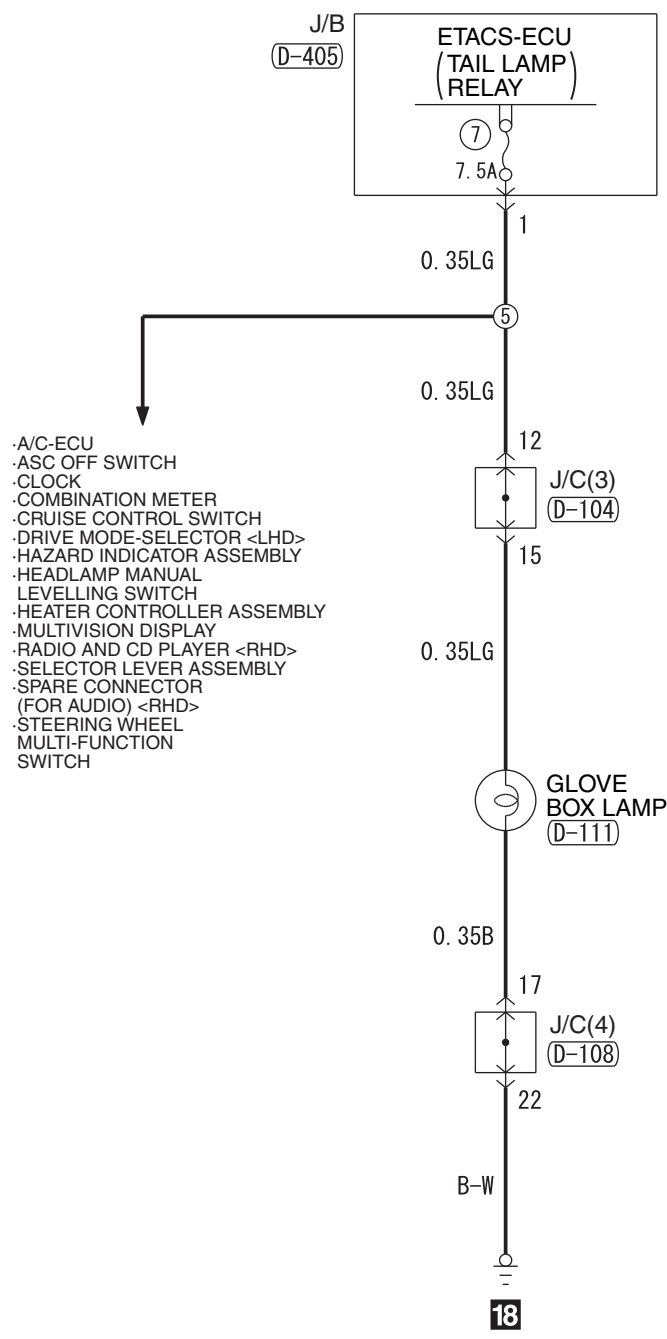 J/B
(D-405)
ETACS-ECU
(TAIL LAMP
RELAY)
7
7.5A
1
0.35LG
5
0.35LG
·A/C-ECU
·ASC OFF SWITCH
·CLOCK
·COMBINATION METER
·CRUISE CONTROL SWITCH
·DRIVE MODE-SELECTOR <LHD>
·HAZARD INDICATOR ASSEMBLY
·HEADLAMP MANUAL
LEVELLING SWITCH
·HEATER CONTROLLER ASSEMBLY
·MULTIVISION DISPLAY
·RADIO AND CD PLAYER <RHD>
·SELECTOR LEVER ASSEMBLY
·SPARE CONNECTOR
(FOR AUDIO) <RHD>
·STEERING WHEEL
MULTI-FUNCTION
SWITCH
12
J/C(3)
(D-104)
15
0.35LG
GLOVE
BOX LAMP
(D-111)
0.35B
17
J/C(4)
(D-108)
22
B-W
18